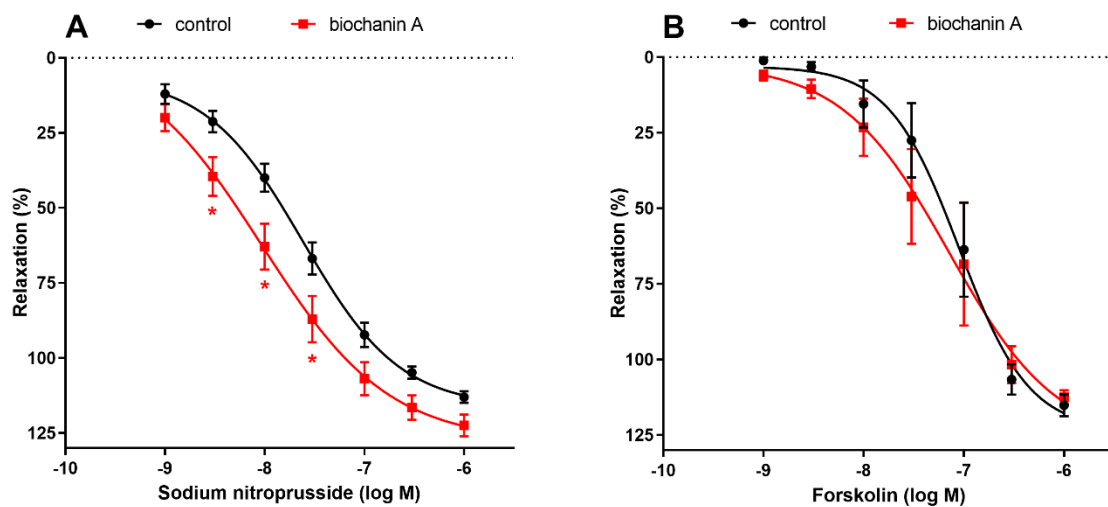 A
control
biochanin A
0
25
50
75
100
125
Relaxation (%)
*
*
*
-10
-9
-8
-7
-6
Sodium nitroprusside (log M)
B
control
biochanin A
0
25
50
75
100
125
Relaxation (%)
-10
-9
-8
-7
-6
Forskolin (log M)